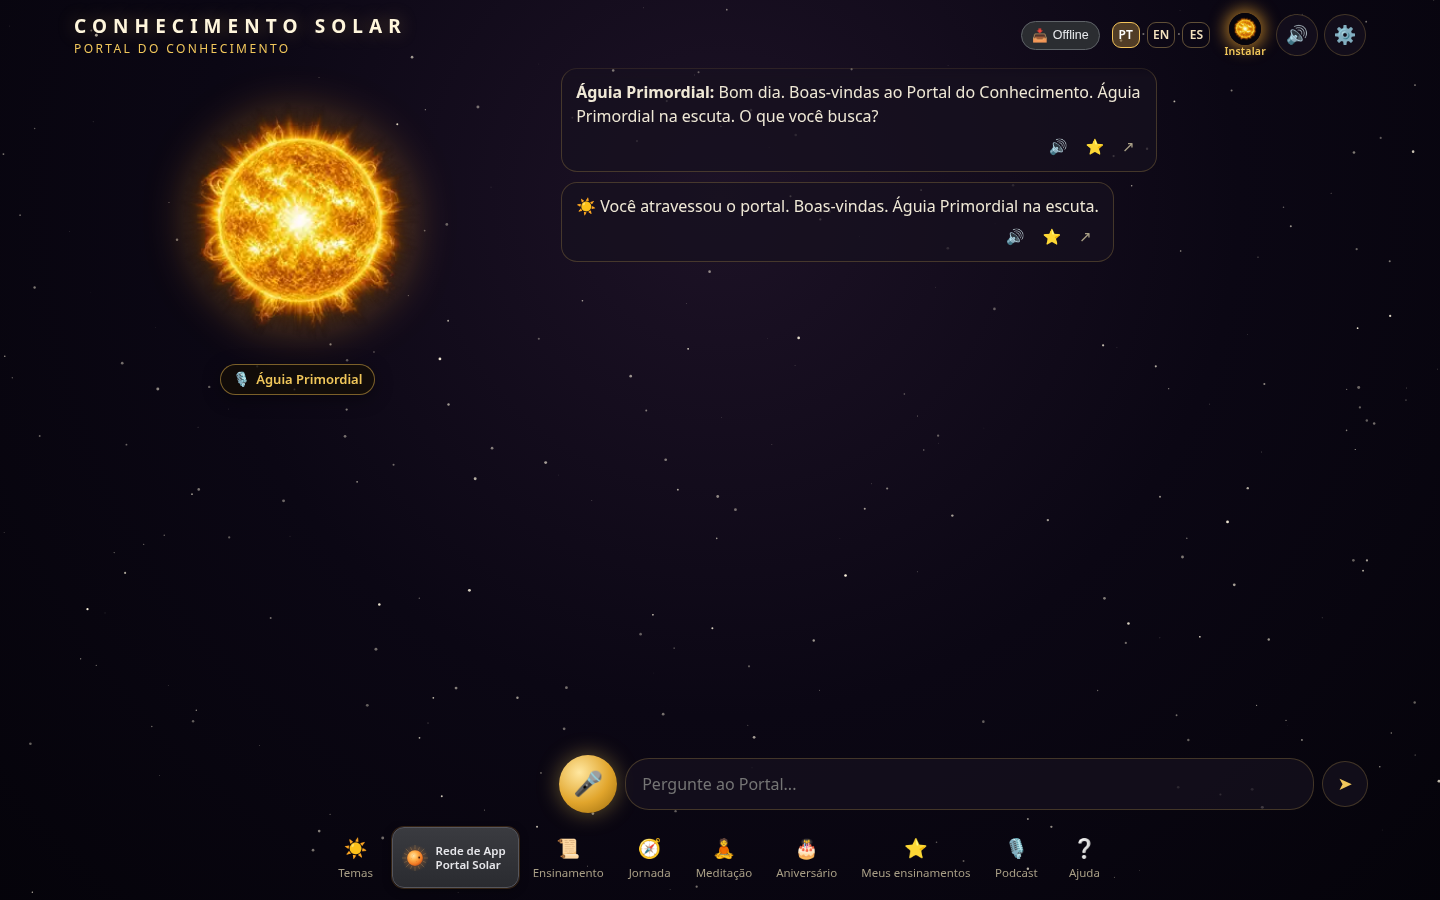 CONHECIMENTO SOLAR
PORTAL DO CONHECIMENTO
Offline
PT · EN · ES
Instalar
Águia Primordial: Bom dia. Boas-vindas ao Portal do Conhecimento. Águia
Primordial na escuta. O que você busca?
Você atravessou o portal. Boas-vindas. Águia Primordial na escuta.
Águia Primordial
Pergunte ao Portal...
Temas
Rede de App
Portal Solar
Ensinamento
Jornada
Meditação
Aniversário
Meus ensinamentos
Podcast
Ajuda